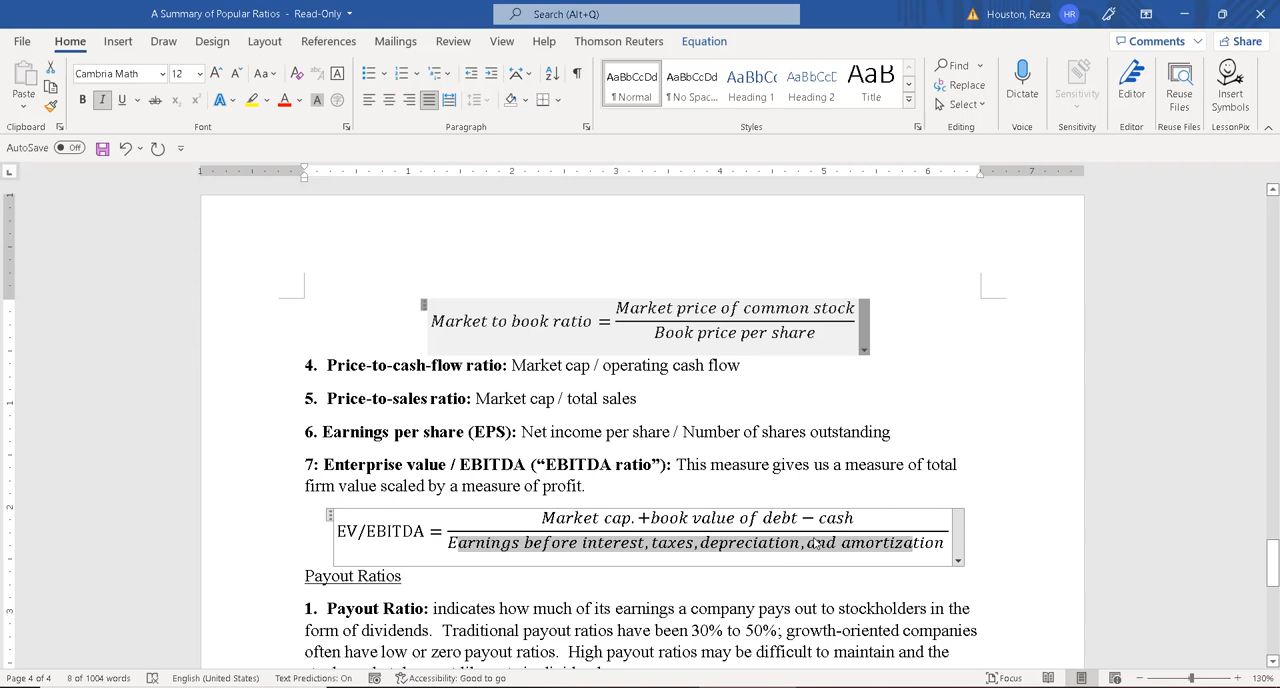 A Summary of Popular Ratios - Read-Only
Search (Alt+Q)
Houston, Reza HR
File Home Insert Draw Design Layout References Mailings Review View Help Thomson Reuters Equation Comments Share
Cambria Math 12
AaBbCcDd AaBbCcDd AaBbCc AaBbCcD AaB
Find
Paste
¶ Normal ¶ No Spac... Heading 1 Heading 2 Title
Replace
Select
Dictate Sensitivity Editor Reuse Files Insert Symbols
Clipboard Font Paragraph Styles Editing Voice Sensitivity Editor Reuse Files LessonPix
AutoSave Off
1 1 2 3 4 5 6 7
Market to book ratio = Market price of common stock / Book price per share
4. Price-to-cash-flow ratio: Market cap / operating cash flow
5. Price-to-sales ratio: Market cap / total sales
6. Earnings per share (EPS): Net income per share / Number of shares outstanding
7: Enterprise value / EBITDA (“EBITDA ratio”): This measure gives us a measure of total
firm value scaled by a measure of profit.
EV/EBITDA = Market cap. +book value of debt − cash / Earnings before interest, taxes, depreciation, and amortization
Payout Ratios
1. Payout Ratio: indicates how much of its earnings a company pays out to stockholders in the
form of dividends. Traditional payout ratios have been 30% to 50%; growth-oriented companies
often have low or zero payout ratios. High payout ratios may be difficult to maintain and the
Page 4 of 4 8 of 1004 words English (United States) Text Predictions: On Accessibility: Good to go Focus 130%